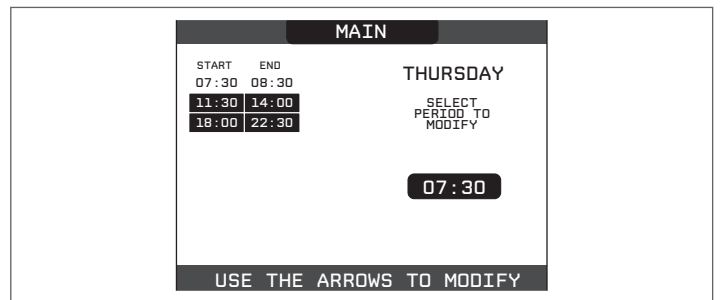 MAIN
START END
07:30 08:30
11:30 14:00
18:00 22:30
THURSDAY
SELECT
PERIOD TO
MODIFY
07:30
USE THE ARROWS TO MODIFY